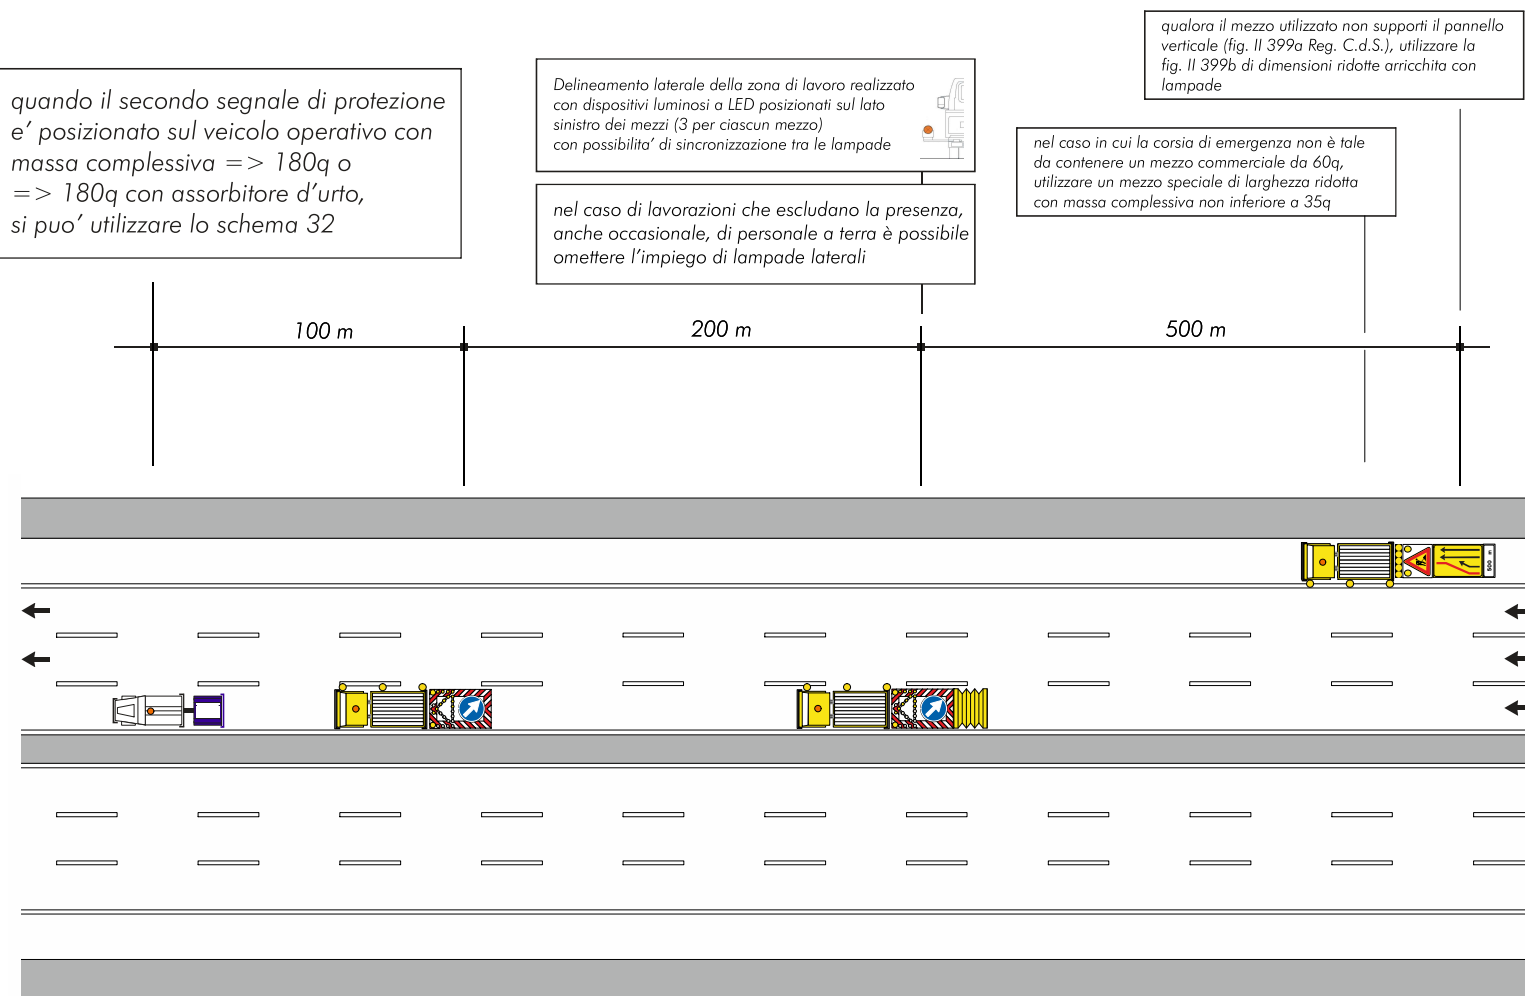 qualora il mezzo utilizzato non supporti il pannello
verticale (fig. II 399a Reg. C.d.S.), utilizzare la
fig. II 399b di dimensioni ridotte arricchita con
lampade
quando il secondo segnale di protezione
e' posizionato sul veicolo operativo con
massa complessiva => 180q o
=> 180q con assorbitore d'urto,
si puo' utilizzare lo schema 32
Delineamento laterale della zona di lavoro realizzato
con dispositivi luminosi a LED posizionati sul lato
sinistro dei mezzi (3 per ciascun mezzo)
con possibilita' di sincronizzazione tra le lampade
nel caso in cui la corsia di emergenza non è tale
da contenere un mezzo commerciale da 60q,
utilizzare un mezzo speciale di larghezza ridotta
con massa complessiva non inferiore a 35q
nel caso di lavorazioni che escludano la presenza,
anche occasionale, di personale a terra è possibile
omettere l'impiego di lampade laterali
100 m
200 m
500 m
500 m